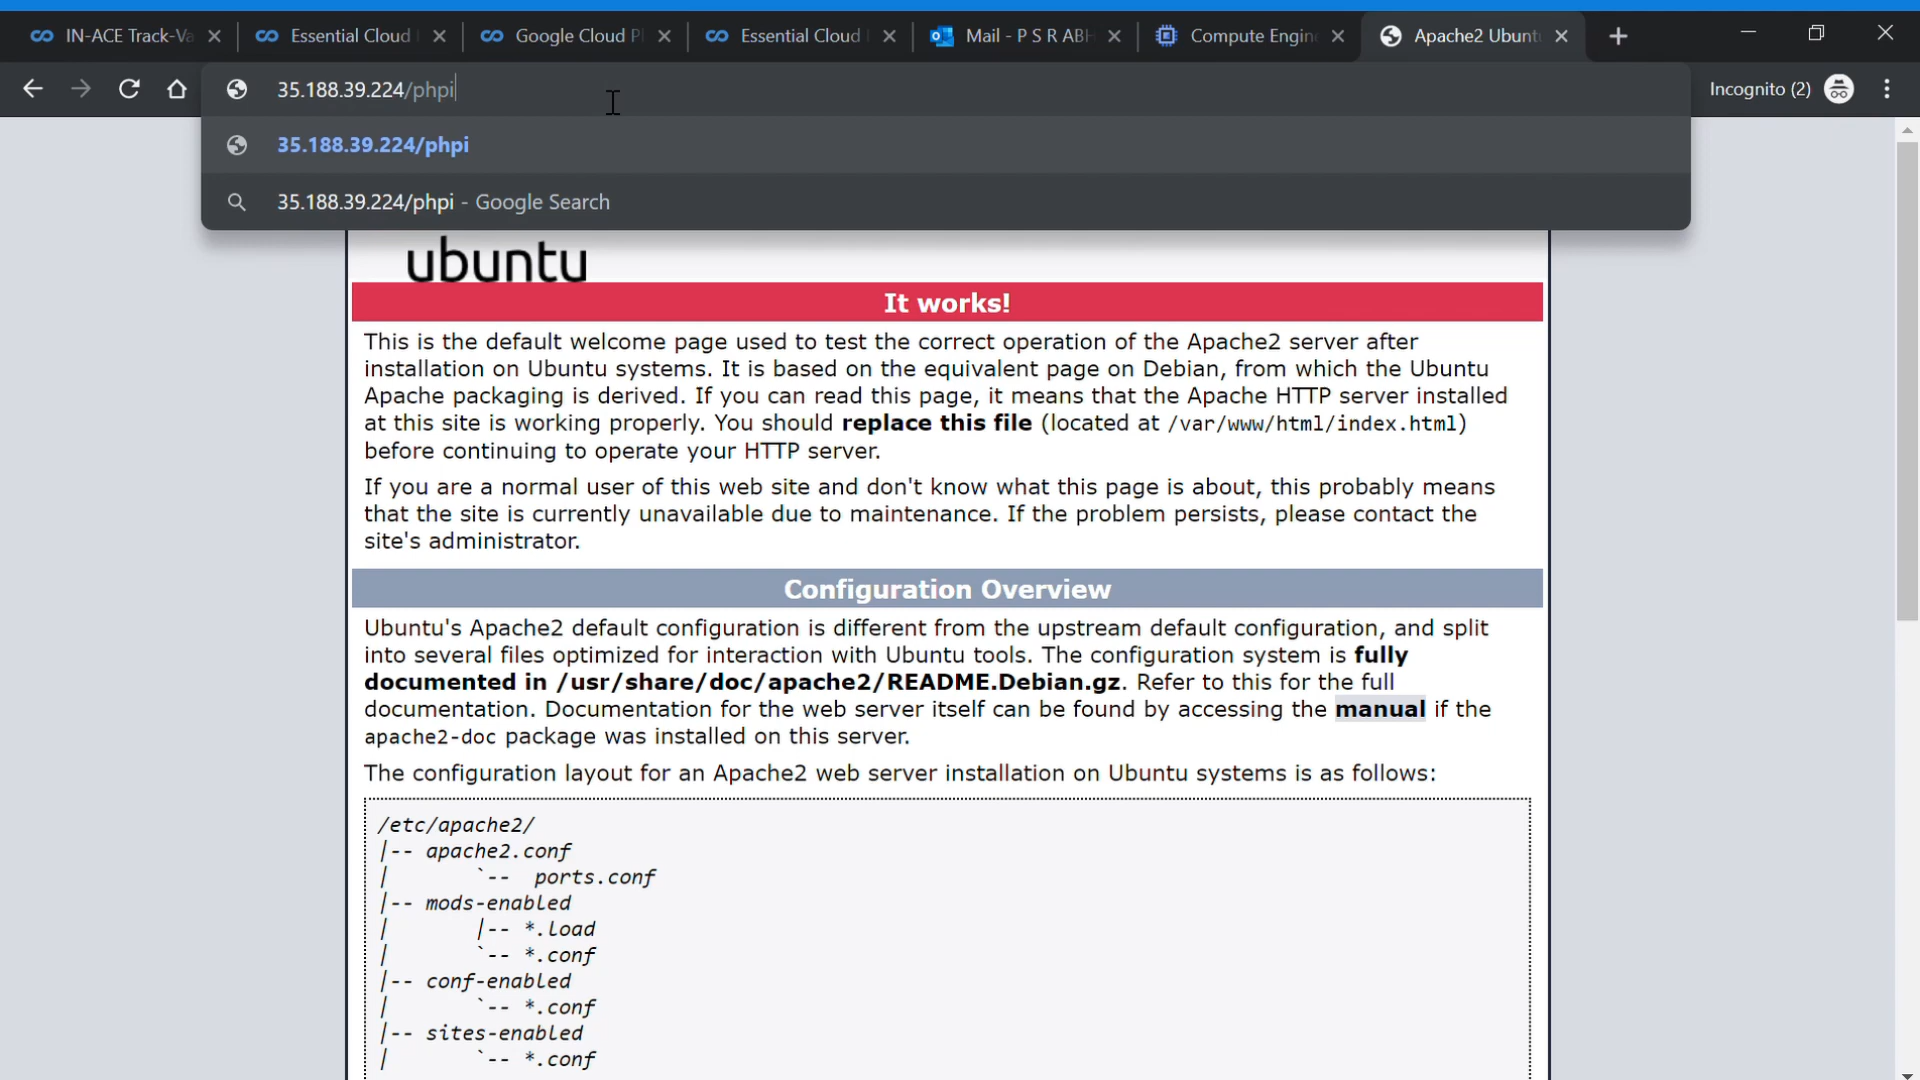 IN-ACE Track-Va
Essential Cloud
Google Cloud Pl
Essential Cloud
Mail - P S R ABH
Compute Engine
Apache2 Ubunt
35.188.39.224/phpi
Incognito (2)
35.188.39.224/phpi
35.188.39.224/phpi - Google Search
ubuntu
It works!
This is the default welcome page used to test the correct operation of the Apache2 server after
installation on Ubuntu systems. It is based on the equivalent page on Debian, from which the Ubuntu
Apache packaging is derived. If you can read this page, it means that the Apache HTTP server installed
at this site is working properly. You should replace this file (located at /var/www/html/index.html)
before continuing to operate your HTTP server.
If you are a normal user of this web site and don't know what this page is about, this probably means
that the site is currently unavailable due to maintenance. If the problem persists, please contact the
site's administrator.
Configuration Overview
Ubuntu's Apache2 default configuration is different from the upstream default configuration, and split
into several files optimized for interaction with Ubuntu tools. The configuration system is fully
documented in /usr/share/doc/apache2/README.Debian.gz. Refer to this for the full
documentation. Documentation for the web server itself can be found by accessing the manual if the
apache2-doc package was installed on this server.
The configuration layout for an Apache2 web server installation on Ubuntu systems is as follows:
/etc/apache2/
|-- apache2.conf
|       `--  ports.conf
|-- mods-enabled
|       |-- *.load
|       `-- *.conf
|-- conf-enabled
|       `-- *.conf
|-- sites-enabled
|       `-- *.conf